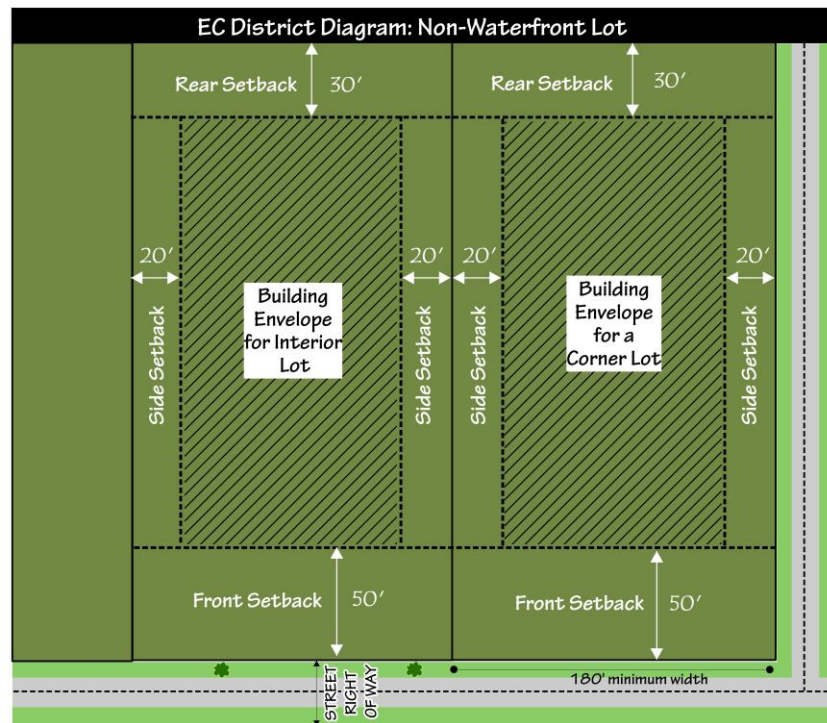 EC District Diagram: Non-Waterfront Lot
Rear Setback 30'
Rear Setback 30'
20'
20'
20'
20'
Side Setback
Building
Envelope
for Interior
Lot
Side Setback
Side Setback
Building
Envelope
for a
Corner Lot
Side Setback
Front Setback 50'
Front Setback 50'
STREET
RIGHT
OF WAY
180' minimum width